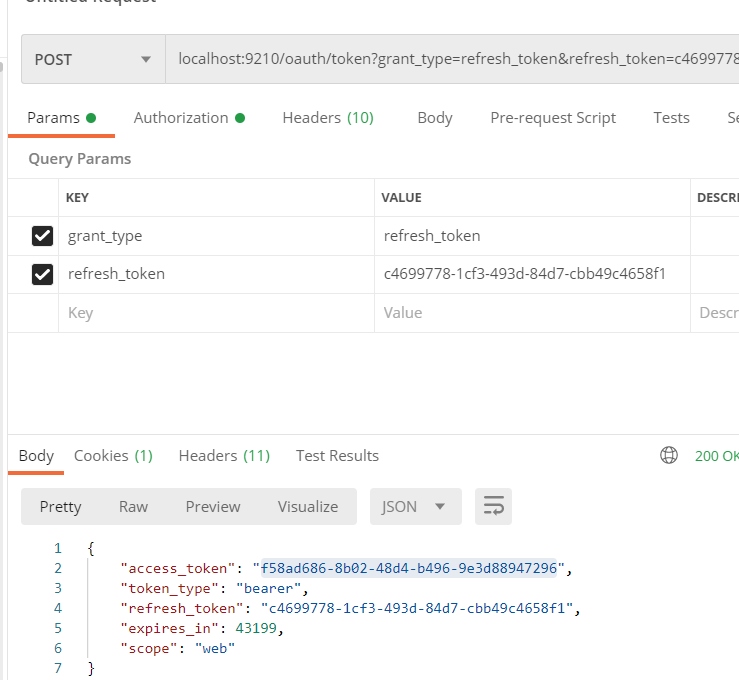 Untitled Request
POST localhost:9210/oauth/token?grant_type=refresh_token&refresh_token=c4699778
Params Authorization Headers (10) Body Pre-request Script Tests Se
Query Params
KEY VALUE DESCRI
grant_type refresh_token
refresh_token c4699778-1cf3-493d-84d7-cbb49c4658f1
Key Value Descr
Body Cookies (1) Headers (11) Test Results 200 OK
Pretty Raw Preview Visualize JSON
1 {
2 "access_token": "f58ad686-8b02-48d4-b496-9e3d88947296",
3 "token_type": "bearer",
4 "refresh_token": "c4699778-1cf3-493d-84d7-cbb49c4658f1",
5 "expires_in": 43199,
6 "scope": "web"
7 }